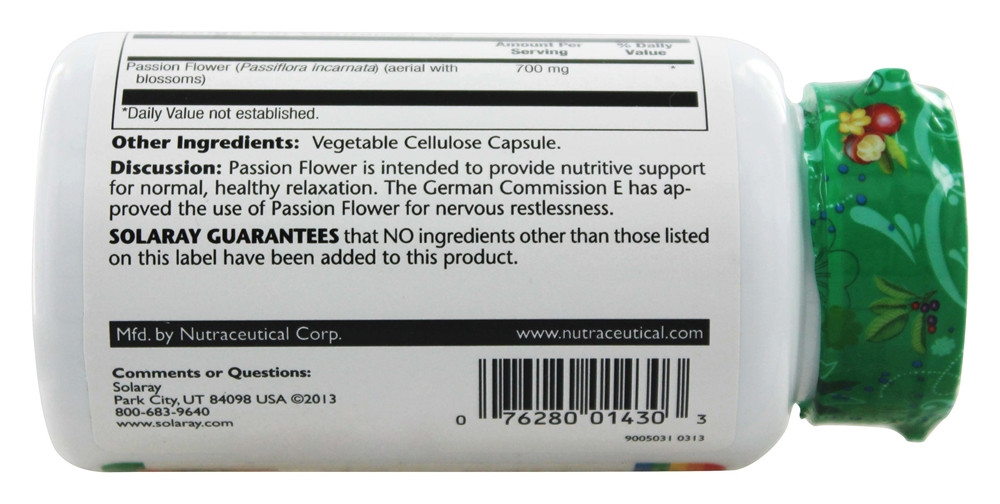 Amount Per % Daily
Serving Value
Passion Flower (Passiflora incarnata) (aerial with 700 mg *
blossoms)
*Daily Value not established.
Other Ingredients: Vegetable Cellulose Capsule.
Discussion: Passion Flower is intended to provide nutritive support
for normal, healthy relaxation. The German Commission E has ap-
proved the use of Passion Flower for nervous restlessness.
SOLARAY GUARANTEES that NO ingredients other than those listed
on this label have been added to this product.
Mfd. by Nutraceutical Corp. www.nutraceutical.com
Comments or Questions:
Solaray
Park City, UT 84098 USA ©2013
800-683-9640
www.solaray.com
0 76280 01430 3
9005031 0313